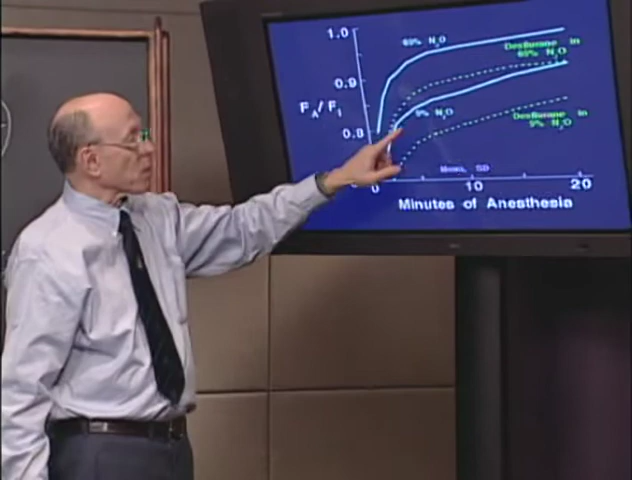 1.0
65% N2O
Desflurane in
65% N2O
0.9
FA/FI
5% N2O
Desflurane in
5% N2O
0.8
Means, SD
0 10 20
Minutes of Anesthesia